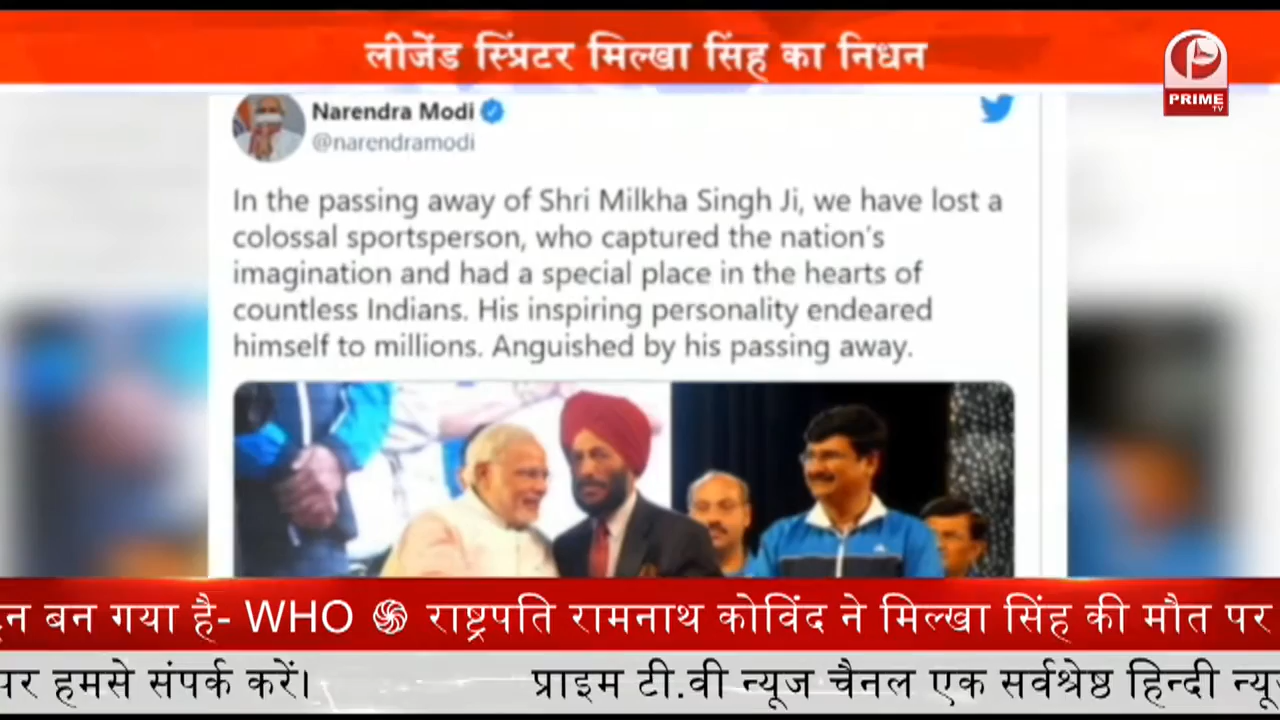 लीजेंड स्प्रिंटर मिल्खा सिंह का निधन
PRIME
TV
Narendra Modi
@narendramodi
In the passing away of Shri Milkha Singh Ji, we have lost a
colossal sportsperson, who captured the nation's
imagination and had a special place in the hearts of
countless Indians. His inspiring personality endeared
himself to millions. Anguished by his passing away.
बन गया है- WHO राष्ट्रपति रामनाथ कोविंद ने मिल्खा सिंह की मौत पर
हमसे संपर्क करें। प्राइम टी.वी न्यूज चैनल एक सर्वश्रेष्ठ हिन्दी